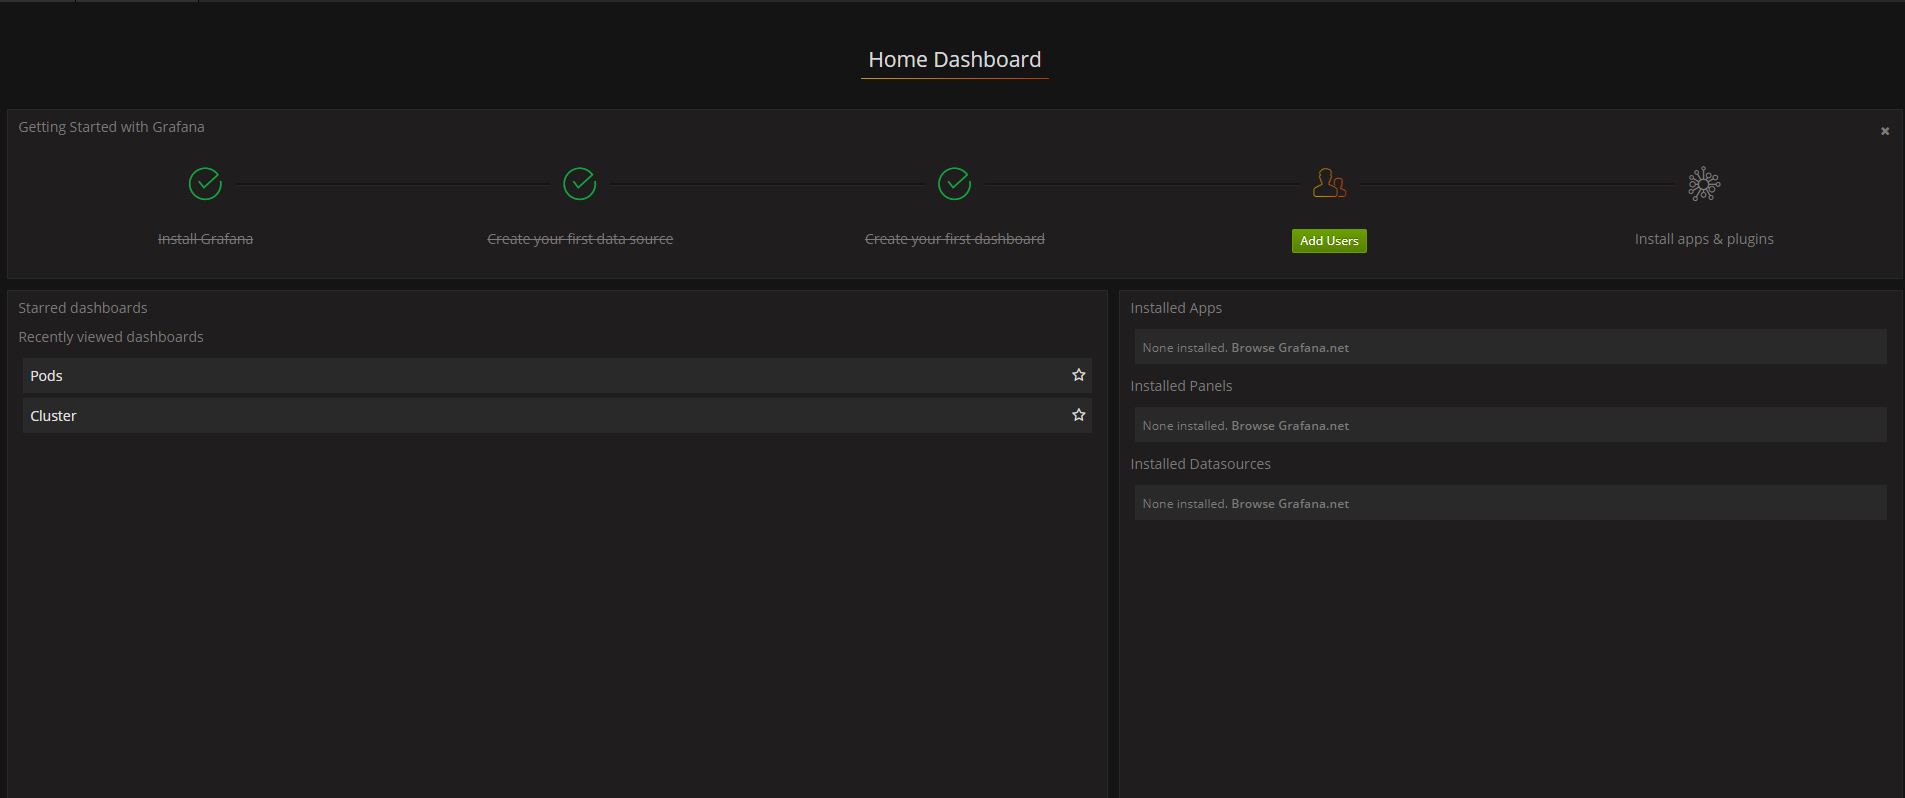 Home Dashboard
Getting Started with Grafana
Install Grafana
Create your first data source
Create your first dashboard
Add Users
Install apps & plugins
Starred dashboards
Recently viewed dashboards
Pods
Cluster
Installed Apps
None installed. Browse Grafana.net
Installed Panels
None installed. Browse Grafana.net
Installed Datasources
None installed. Browse Grafana.net